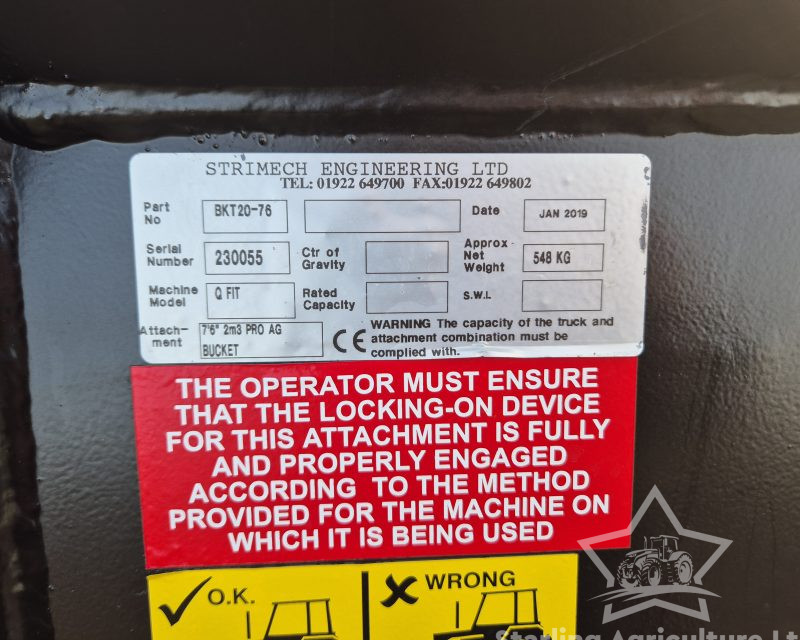 STRIMECH ENGINEERING LTD
TEL: 01922 649700 FAX:01922 649802
Part No BKT20-76 Date JAN 2019
Serial Number 230055 Ctr of Gravity Approx Net Weight 548 KG
Machine Model Q FIT Rated Capacity S.W.L
Attach-ment 7'6" 2m3 PRO AG BUCKET CE
WARNING The capacity of the truck and
attachment combination must be
complied with.
THE OPERATOR MUST ENSURE
THAT THE LOCKING-ON DEVICE
FOR THIS ATTACHMENT IS FULLY
AND PROPERLY ENGAGED
ACCORDING TO THE METHOD
PROVIDED FOR THE MACHINE ON
WHICH IT IS BEING USED
O.K. WRONG
Sterling Agriculture